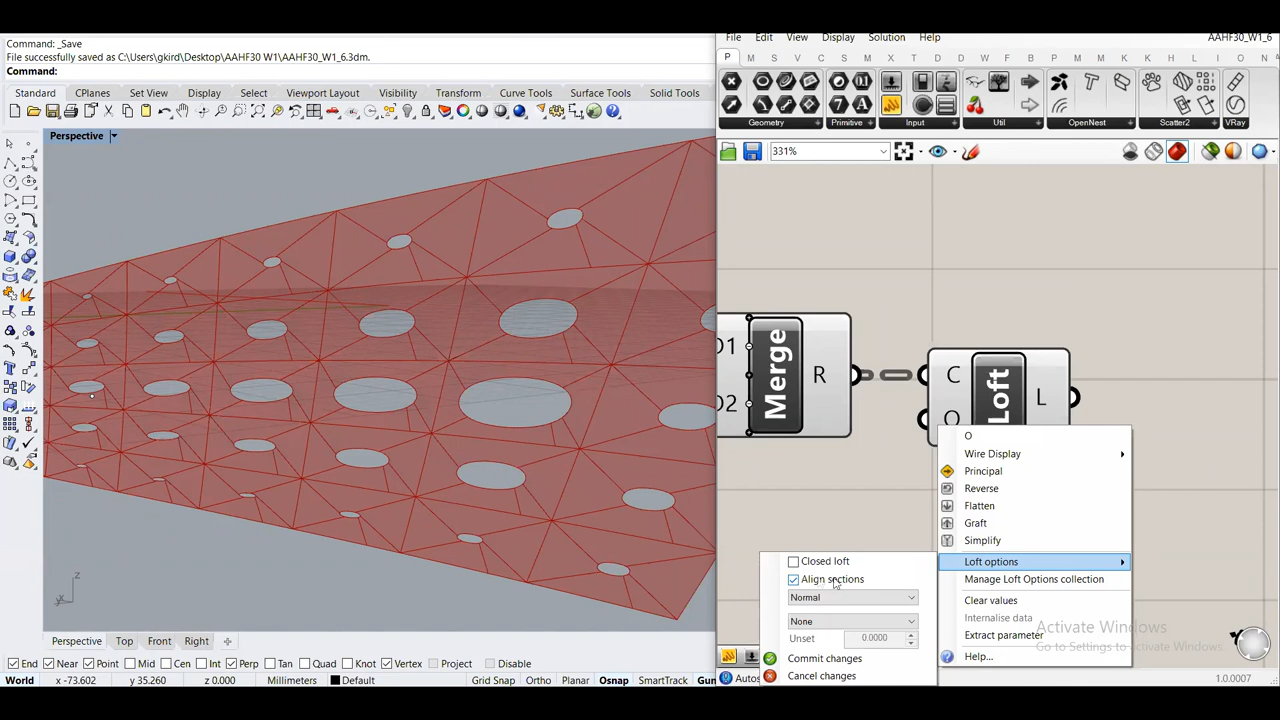 Command: _Save
File successfully saved as C:\Users\gkird\Desktop\AAHF30 W1\AAHF30_W1_6.3dm.
Command:
Standard CPlanes Set View Display Select Viewport Layout Visibility Transform Curve Tools Surface Tools Solid Tools
Perspective
z
x
Perspective Top Front Right
End Near Point Mid Cen Int Tan Quad Knot Vertex Project Disable
World x -73.602 y 35.260 z 0.000 Millimeters Default Grid Snap Ortho Planar Osnap SmartTrack Gum
File Edit View Display Solution Help AAHF30_W1_6
P M S V C S M I T D W R B L M K T M K A U M K L X L I L O N
Geometry Primitive Input Util OpenNest Scatter2 VRay
331%
D1
D2
Merge
R
C
O
Loft
L
O
Wire Display
Principal
Reverse
Flatten
Graft
Simplify
Loft options
Manage Loft Options collection
Clear values
Internalise data
Extract parameter
Help...
Closed loft
Align sections
Normal
None
Unset 0.0000
Commit changes
Cancel changes
Activate Windows
Go to Settings to activate Windows.
Autos
1.0.0007